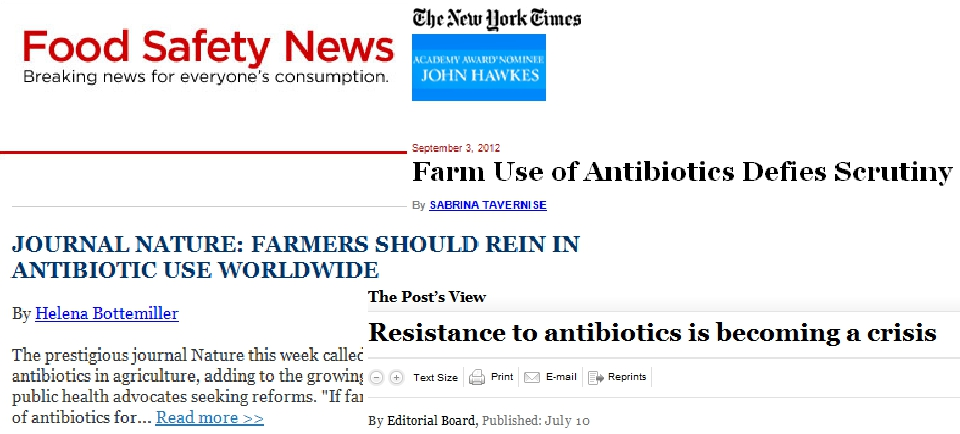 Food Safety News
Breaking news for everyone's consumption.
The New York Times
ACADEMY AWARD® NOMINEE
JOHN HAWKES
September 3, 2012
Farm Use of Antibiotics Defies Scrutiny
By SABRINA TAVERNISE
JOURNAL NATURE: FARMERS SHOULD REIN IN
ANTIBIOTIC USE WORLDWIDE
By Helena Bottemiller
The prestigious journal Nature this week called
antibiotics in agriculture, adding to the growing
public health advocates seeking reforms. "If far
of antibiotics for... Read more >>
The Post's View
Resistance to antibiotics is becoming a crisis
Text Size Print E-mail Reprints
By Editorial Board, Published: July 10